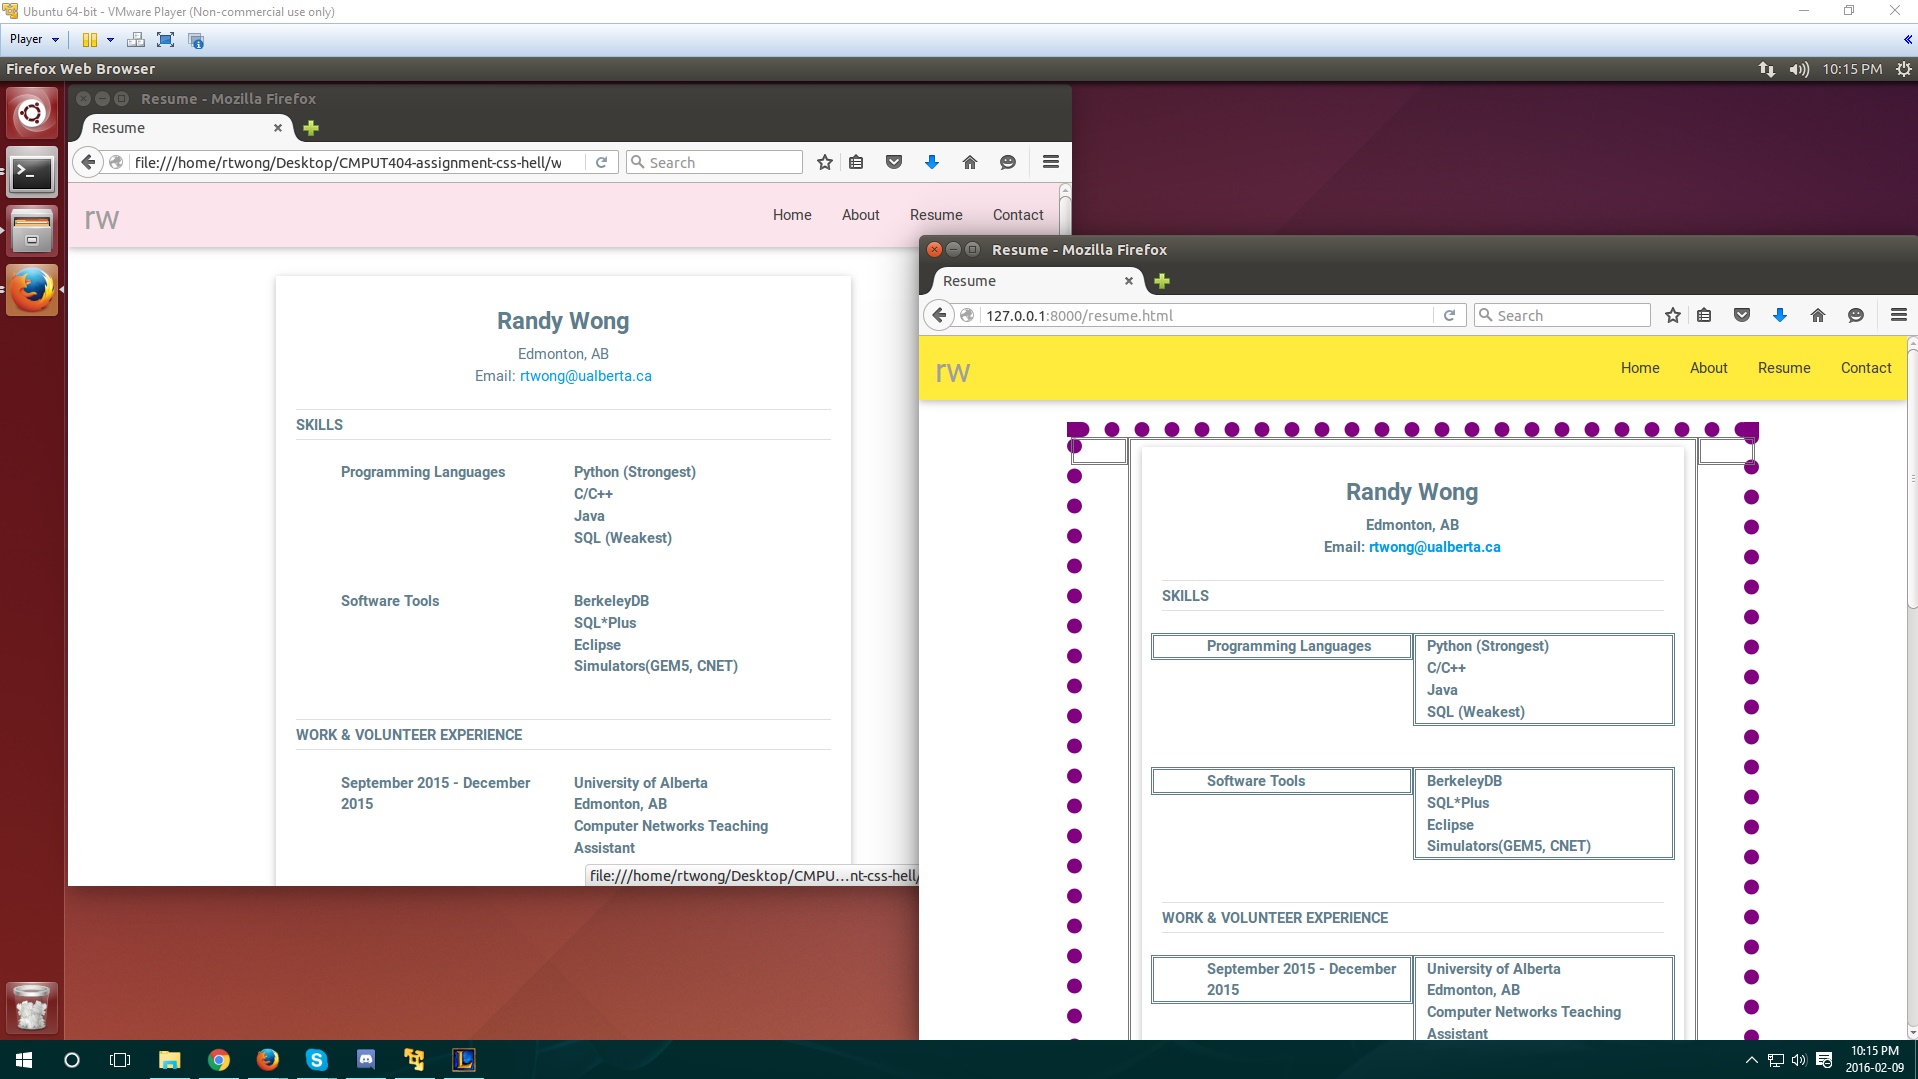 Ubuntu 64-bit - VMware Player (Non-commercial use only)
Player
Firefox Web Browser
10:15 PM
Resume - Mozilla Firefox
Resume
file:///home/rtwong/Desktop/CMPUT404-assignment-css-hell/w
Search
rw
Home About Resume Contact
Randy Wong
Edmonton, AB
Email: rtwong@ualberta.ca
SKILLS
Programming Languages
Python (Strongest)
C/C++
Java
SQL (Weakest)
Software Tools
BerkeleyDB
SQL*Plus
Eclipse
Simulators(GEM5, CNET)
WORK & VOLUNTEER EXPERIENCE
September 2015 - December
2015
University of Alberta
Edmonton, AB
Computer Networks Teaching
Assistant
file:///home/rtwong/Desktop/CMPU...nt-css-hell/
Resume - Mozilla Firefox
Resume
127.0.0.1:8000/resume.html
Search
rw
Home About Resume Contact
Randy Wong
Edmonton, AB
Email: rtwong@ualberta.ca
SKILLS
Programming Languages
Python (Strongest)
C/C++
Java
SQL (Weakest)
Software Tools
BerkeleyDB
SQL*Plus
Eclipse
Simulators(GEM5, CNET)
WORK & VOLUNTEER EXPERIENCE
September 2015 - December
2015
University of Alberta
Edmonton, AB
Computer Networks Teaching
Assistant
10:15 PM
2016-02-09